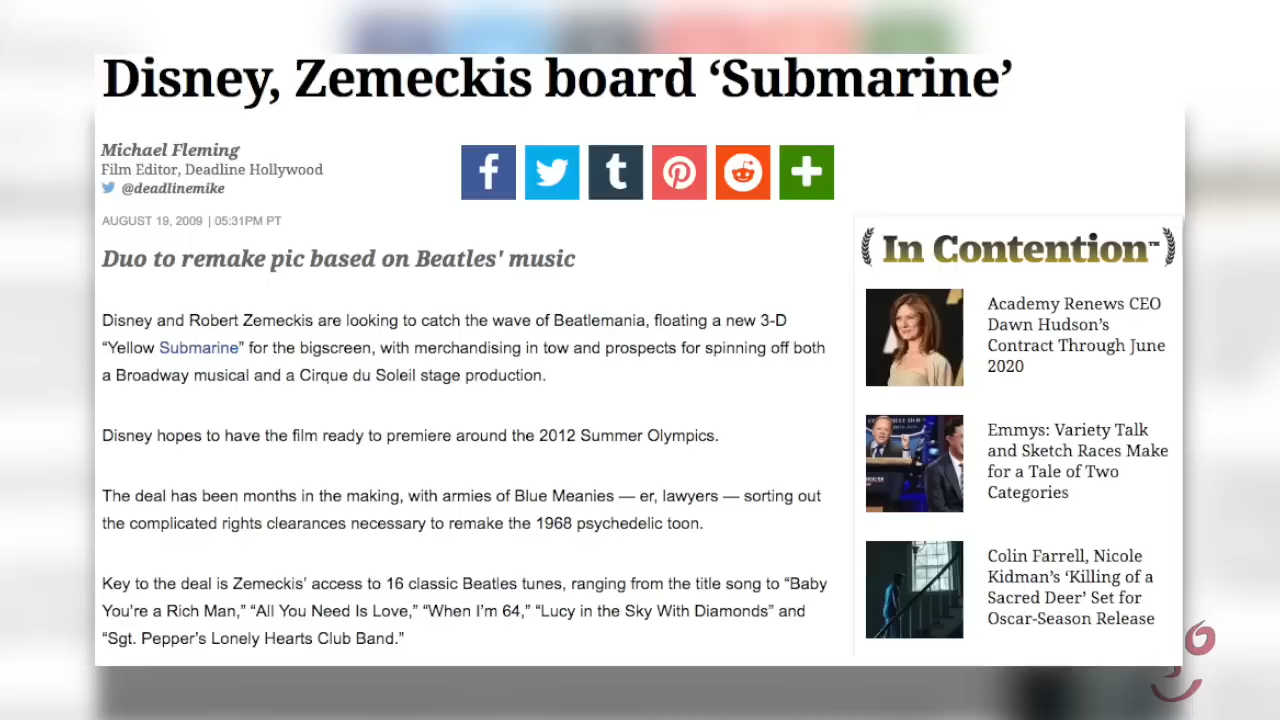 Disney, Zemeckis board ‘Submarine’
Michael Fleming
Film Editor, Deadline Hollywood
@deadlinemike
AUGUST 19, 2009 | 05:31PM PT
Duo to remake pic based on Beatles' music
Disney and Robert Zemeckis are looking to catch the wave of Beatlemania, floating a new 3-D
“Yellow Submarine” for the bigscreen, with merchandising in tow and prospects for spinning off both
a Broadway musical and a Cirque du Soleil stage production.
Disney hopes to have the film ready to premiere around the 2012 Summer Olympics.
The deal has been months in the making, with armies of Blue Meanies — er, lawyers — sorting out
the complicated rights clearances necessary to remake the 1968 psychedelic toon.
Key to the deal is Zemeckis’ access to 16 classic Beatles tunes, ranging from the title song to “Baby
You’re a Rich Man,” “All You Need Is Love,” “When I’m 64,” “Lucy in the Sky With Diamonds” and
“Sgt. Pepper’s Lonely Hearts Club Band.”
In Contention™
Academy Renews CEO
Dawn Hudson’s
Contract Through June
2020
Emmys: Variety Talk
and Sketch Races Make
for a Tale of Two
Categories
Colin Farrell, Nicole
Kidman’s ‘Killing of a
Sacred Deer’ Set for
Oscar-Season Release